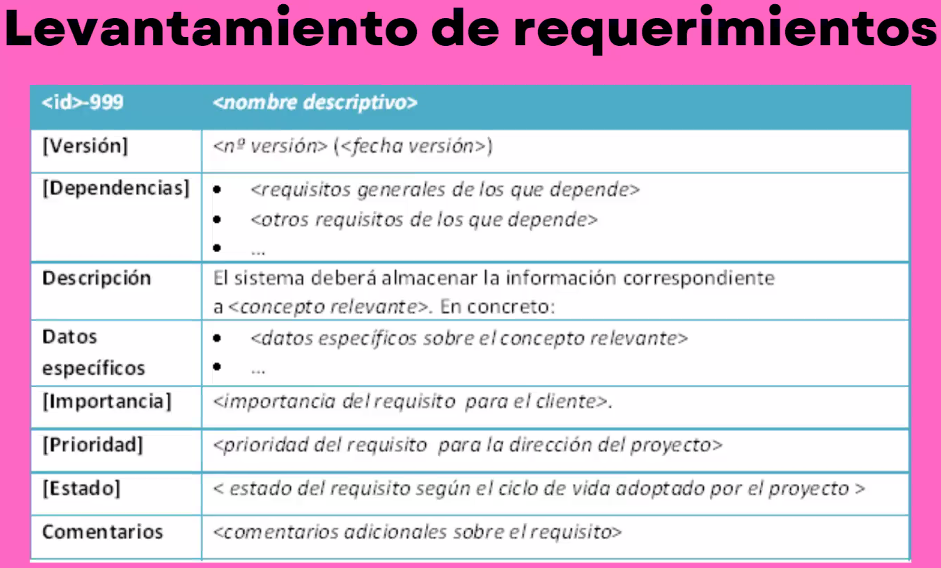 Levantamiento de requerimientos
<id>-999 <nombre descriptivo>
[Versión] <nº versión> (<fecha versión>)
[Dependencias] • <requisitos generales de los que depende>
• <otros requisitos de los que depende>
• ...
Descripción El sistema deberá almacenar la información correspondiente
a <concepto relevante>. En concreto:
Datos • <datos específicos sobre el concepto relevante>
específicos • ...
[Importancia] <importancia del requisito para el cliente>.
[Prioridad] <prioridad del requisito para la dirección del proyecto>
[Estado] < estado del requisito según el ciclo de vida adoptado por el proyecto >
Comentarios <comentarios adicionales sobre el requisito>